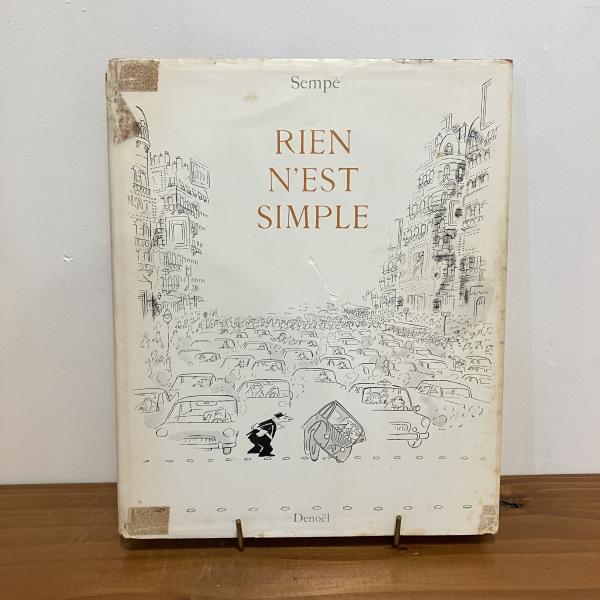 Sempé
RIEN
N'EST
SIMPLE
Denoël